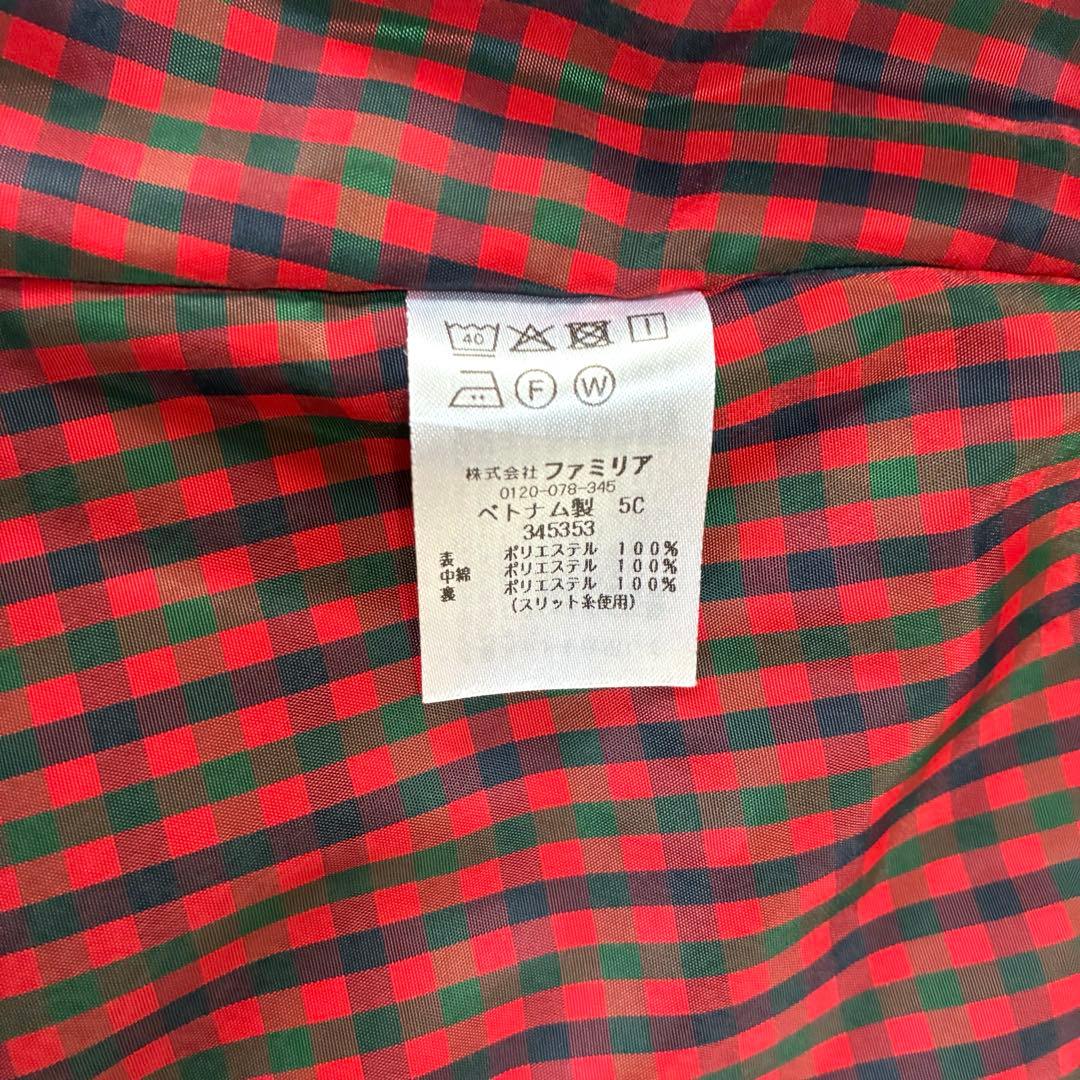 40
F W
株式会社 ファミリア
0120-078-345
ベトナム製 5C
345353
表 ポリエステル 100%
中綿 ポリエステル 100%
裏 ポリエステル 100%
(スリット糸使用)